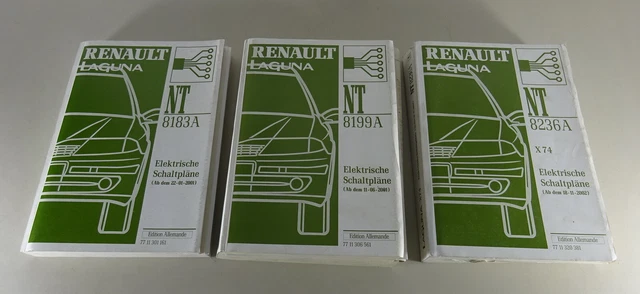 RENAULT
LAGUNA
NT
8183A
Elektrische
Schaltpläne
Edition Allemande
RENAULT
LAGUNA
NT
8199A
Elektrische
Schaltpläne
Edition Allemande
RENAULT
LAGUNA
NT
8236A
X74
Elektrische
Schaltpläne
Edition Allemande